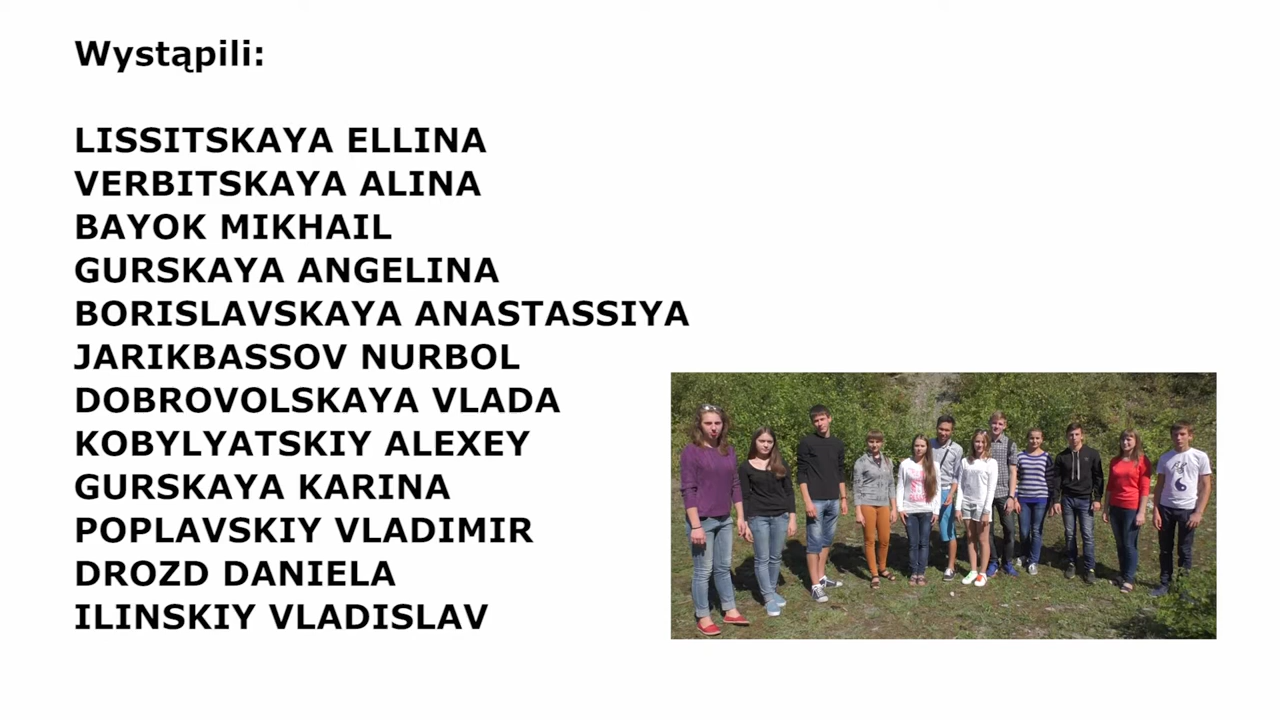 Wystąpili:
LISSITSKAYA ELLINA
VERBITSKAYA ALINA
BAYOK MIKHAIL
GURSKAYA ANGELINA
BORISLAVSKAYA ANASTASSIYA
JARIKBASSOV NURBOL
DOBROVOLSKAYA VLADA
KOBYLYATSKIY ALEXEY
GURSKAYA KARINA
POPLAVSKIY VLADIMIR
DROZD DANIELA
ILINSKIY VLADISLAV